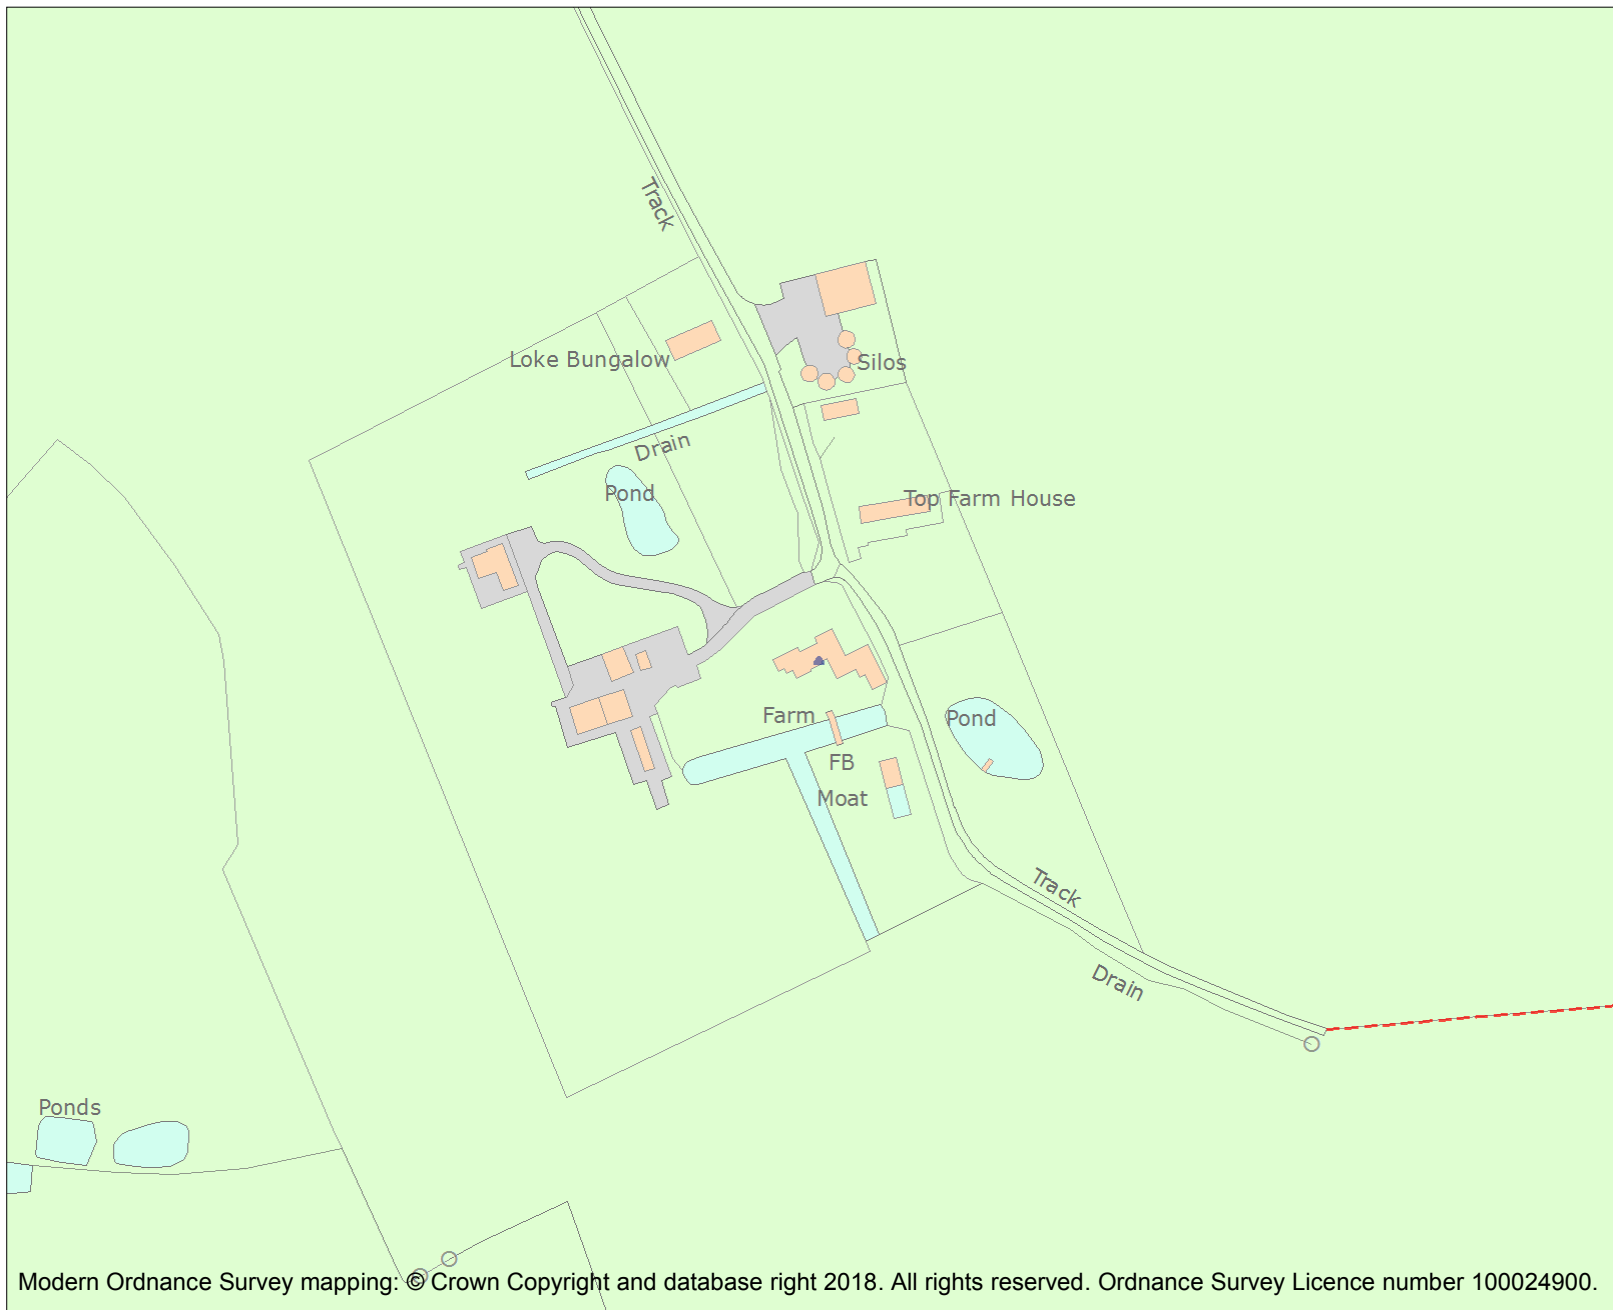 Track
Loke Bungalow
Silos
Drain
Pond
Top Farm House
Farm
Pond
FB
Moat
Track
Drain
Ponds
Modern Ordnance Survey mapping: © Crown Copyright and database right 2018. All rights reserved. Ordnance Survey Licence number 100024900.